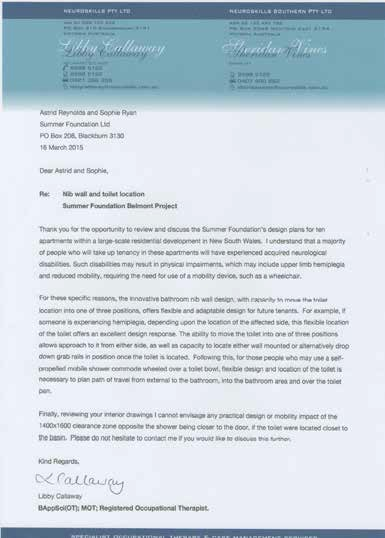 NEUROSKILLS PTY LTD
NEUROSKILLS SOUTHERN PTY LTD
Libby Callaway
Sheridan Vines
Astrid Reynolds and Sophie Ryan
Summer Foundation Ltd
PO Box 208, Blackburn 3130
16 March 2015
Dear Astrid and Sophie,
Re: Nib wall and toilet location
Summer Foundation Belmont Project
Thank you for the opportunity to review and discuss the Summer Foundation's design plans for ten
apartments within a large-scale residential development in New South Wales. I understand that a majority
of people who will take up tenancy in these apartments will have experienced acquired neurological
disabilities. Such disabilities may result in physical impairments, which may include upper limb hemiplegia
and reduced mobility, requiring the need for use of a mobility device, such as a wheelchair.
For these specific reasons, the innovative bathroom nib wall design, with capacity to move the toilet
location into one of three positions, offers flexible and adaptable design for future tenants. For example, if
someone is experiencing hemiplegia, depending upon the location of the affected side, this flexible location
of the toilet offers an excellent design response. The ability to move the toilet into one of three positions
allows approach to it from either side, as well as capacity to locate either wall mounted or alternatively drop
down grab rails in position once the toilet is located. Following this, for those people who may use a self-
propelled mobile shower commode wheeled over a toilet bowl, flexible design and location of the toilet is
necessary to plan path of travel from external to the bathroom, into the bathroom area and over the toilet
pan.
Finally, reviewing your interior drawings I cannot envisage any practical design or mobility impact of the
1400x1600 clearance zone opposite the shower being closer to the door, if the toilet were located closest to
the basin. Please do not hesitate to contact me if you would like to discuss this further.
Kind Regards,
L Callaway
Libby Callaway
BAppSci(OT); MOT; Registered Occupational Therapist.
SPECIALIST OCCUPATIONAL THERAPY & CARE MANAGEMENT SERVICES